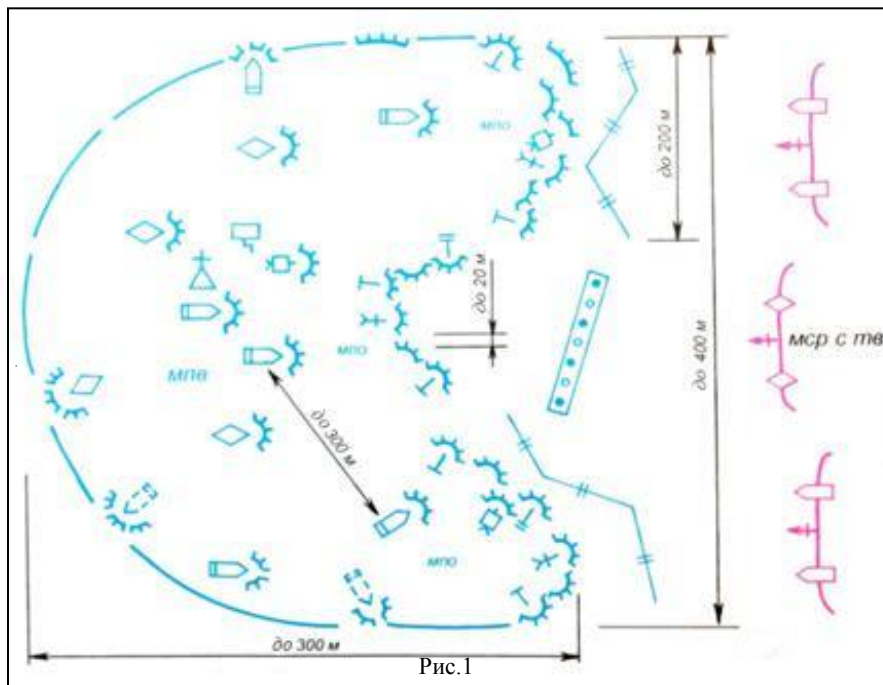 мпо
до 200 м
до 20 м
до 400 м
мср с тв
мпо
мпв
до 300 м
мпо
до 300 м
Рис.1